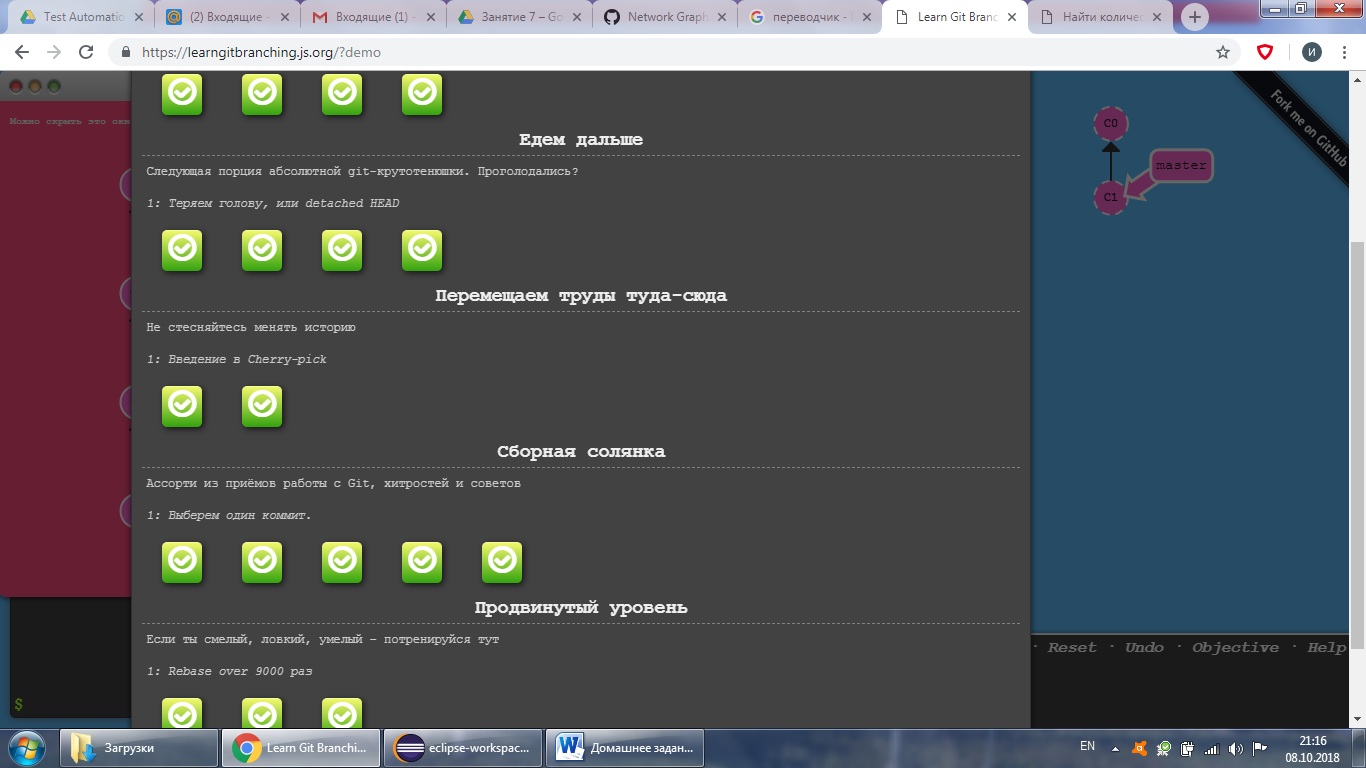 Test Automatio
(2) Входящие -
Входящие (1) -
Занятие 7 – Go
Network Graph
переводчик -
Learn Git Branc
Найти количес
https://learngitbranching.js.org/?demo
И
Можно скрыть это окн
Едем дальше
Следующая порция абсолютной git-крутотенюшки. Проголодались?
1: Теряем голову, или detached HEAD
Перемещаем труды туда-сюда
Не стесняйтесь менять историю
1: Введение в Cherry-pick
Сборная солянка
Ассорти из приёмов работы с Git, хитростей и советов
1: Выберем один коммит.
Продвинутый уровень
Если ты смелый, ловкий, умелый – потренируйся тут
1: Rebase over 9000 раз
$
C0
master
C1
Fork me on GitHub
· Reset · Undo · Objective · Help
Загрузки
Learn Git Branchi...
eclipse-workspac...
Домашнее задан...
EN
21:16
08.10.2018